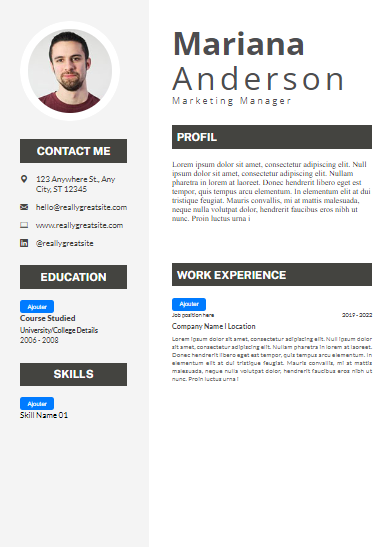 Mariana
Anderson
Marketing Manager
CONTACT ME
123 Anywhere St., Any
City, ST 12345
hello@reallygreatsite.com
www.reallygreatsite.com
@reallygreatsite
EDUCATION
Ajouter
Course Studied
University/College Details
2006 - 2008
SKILLS
Ajouter
Skill Name 01
PROFIL
Lorem ipsum dolor sit amet, consectetur adipiscing elit.
Lorem ipsum dolor sit amet, consectetur adipiscing elit. Nullam
pharetra in lorem at laoreet. Donec hendrerit libero eget est
tempor, quis tempus arcu elementum. In elementum elit at dui
tristique feugiat. Mauris convallis, mi at mattis malesuada,
neque nulla volutpat dolor, hendrerit faucibus eros nibh ut
nunc. Proin luctus urna i
WORK EXPERIENCE
Ajouter
Job position here 2019 - 2022
Company Name l Location
Lorem ipsum dolor sit amet, consectetur adipiscing elit. Lorem ipsum dolor
sit amet, consectetur adipiscing elit. Nullam pharetra in lorem at laoreet.
Donec hendrerit libero eget est tempor, quis tempus arcu elementum. In
elementum elit at dui tristique feugiat. Mauris convallis, mi at mattis
malesuada, neque nulla volutpat dolor, hendrerit faucibus eros nibh ut
nunc. Proin luctus urna i